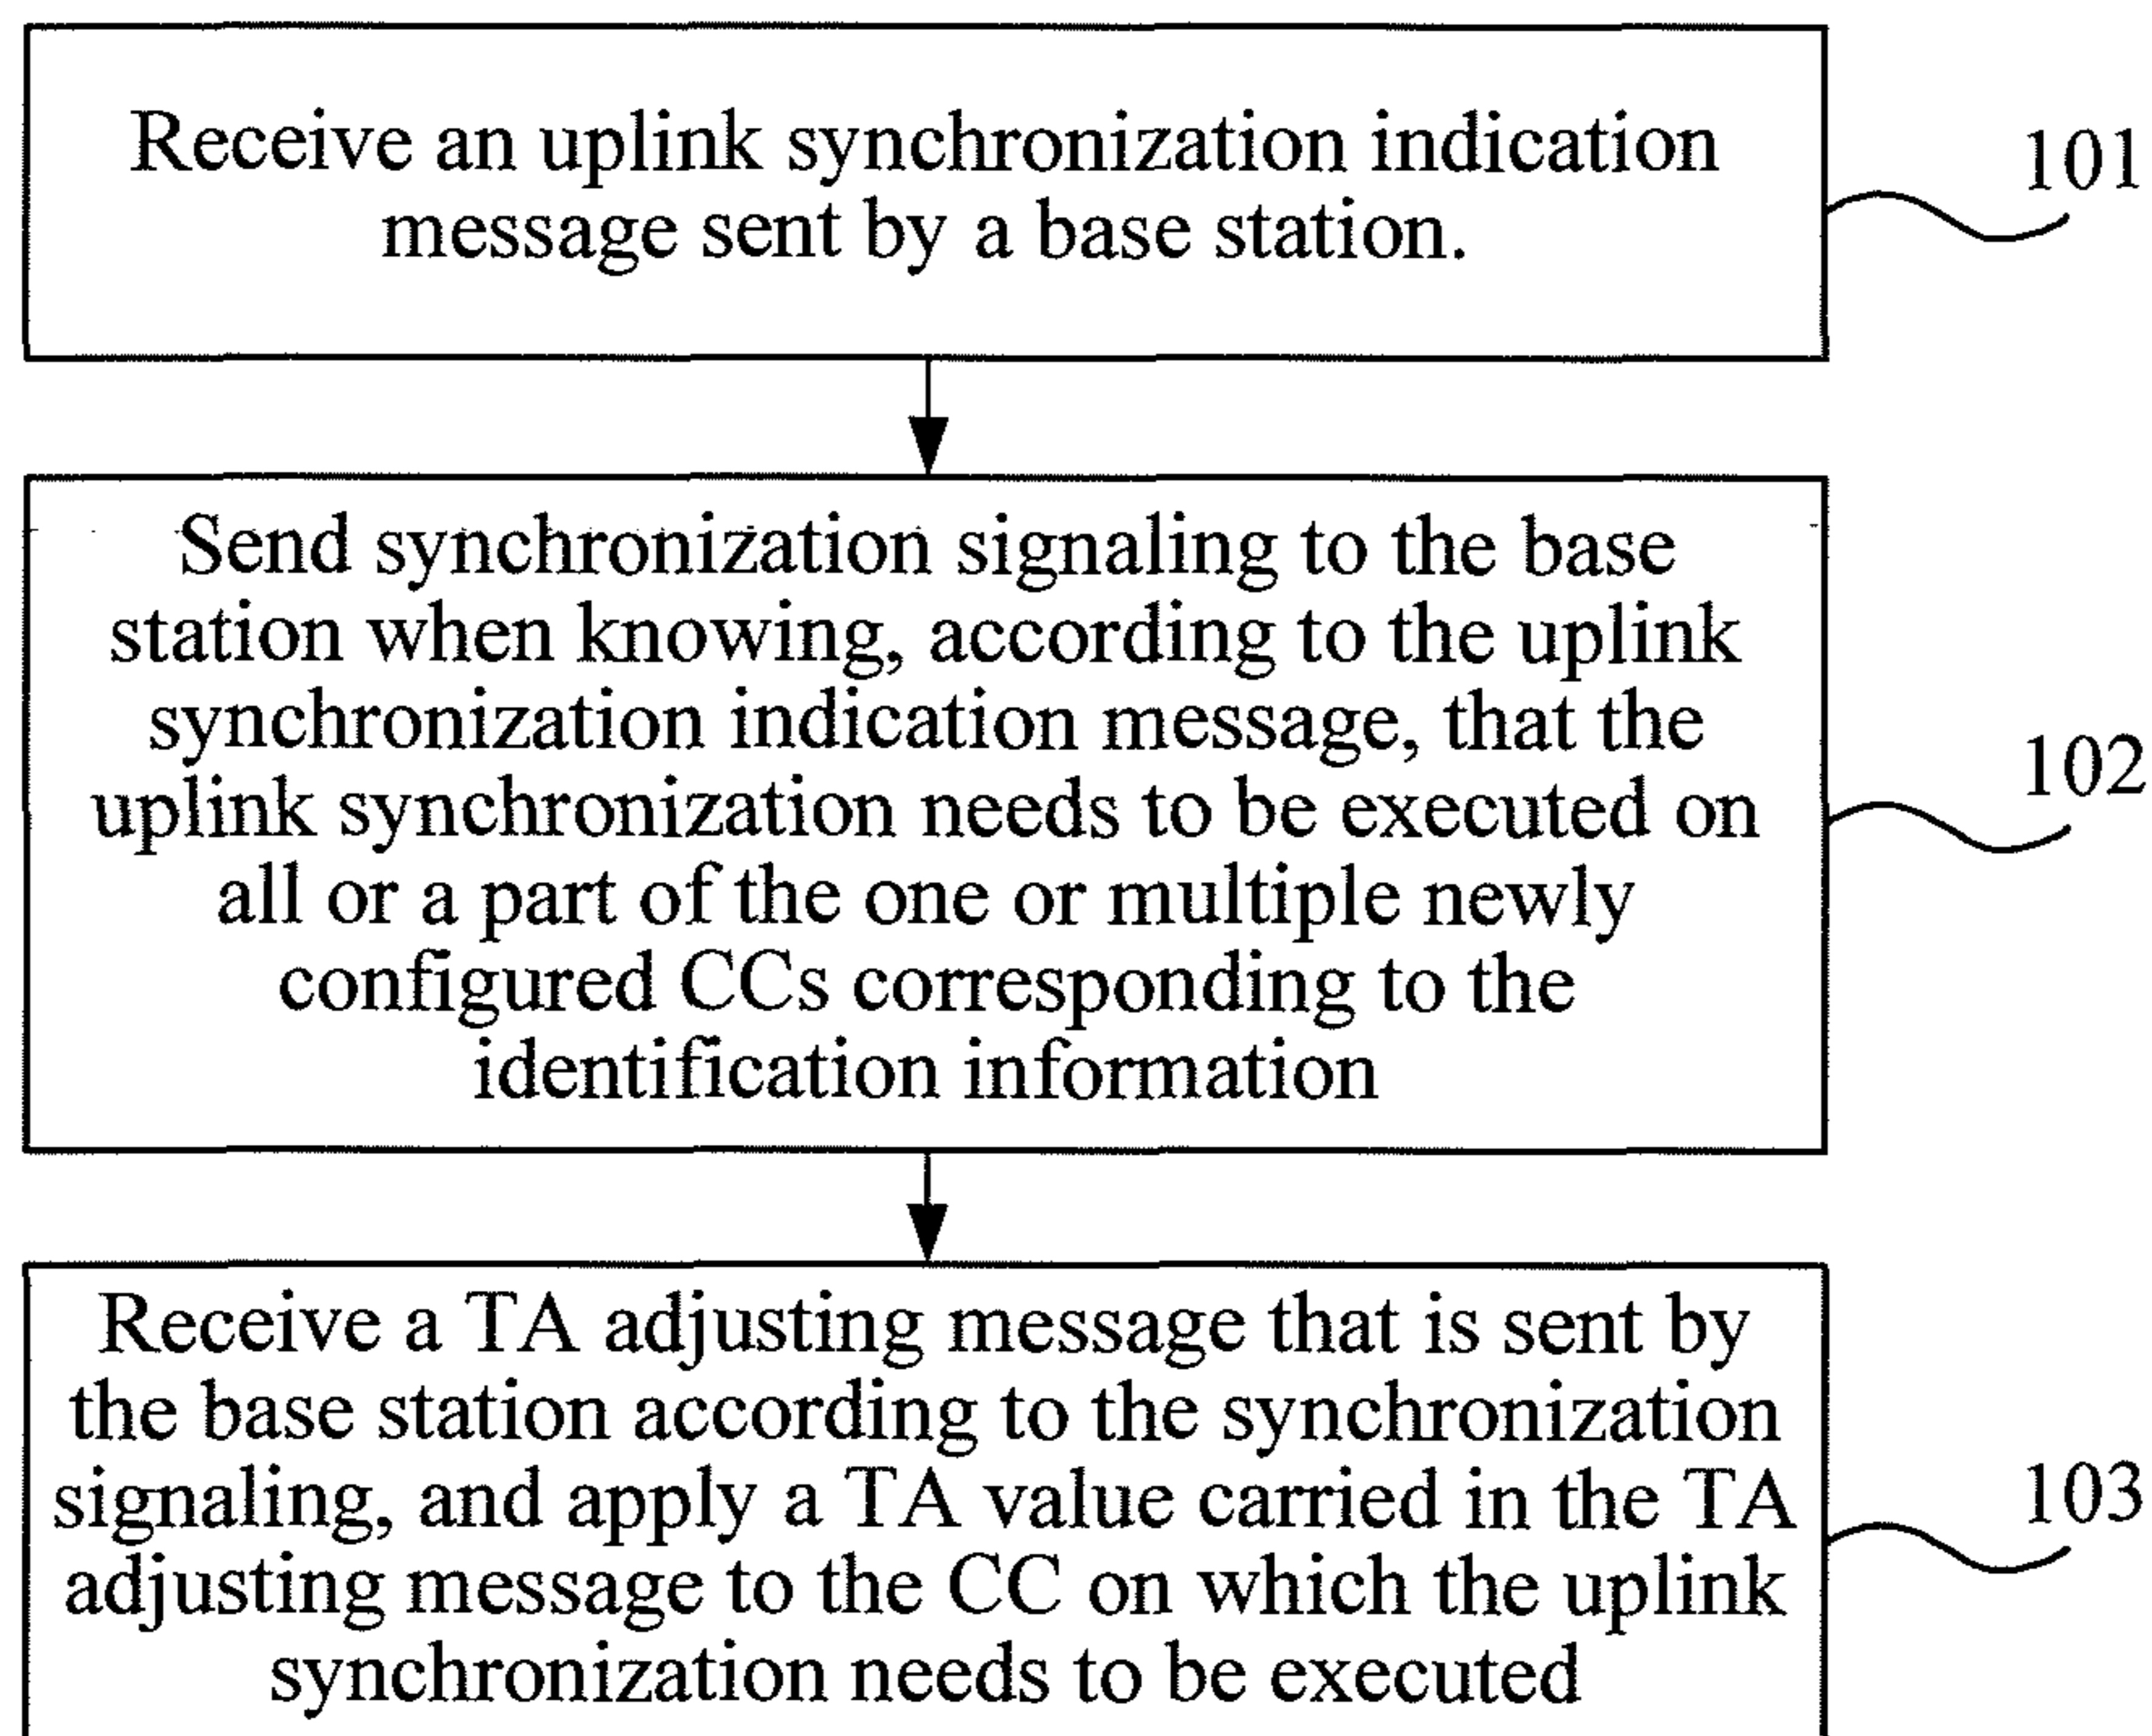 Receive an uplink synchronization indication
message sent by a base station.
101
Send synchronization signaling to the base
station when knowing, according to the uplink
synchronization indication message, that the
uplink synchronization needs to be executed on
all or a part of the one or multiple newly
configured CCs corresponding to the
identification information
102
Receive a TA adjusting message that is sent by
the base station according to the synchronization
signaling, and apply a TA value carried in the TA
adjusting message to the CC on which the uplink
synchronization needs to be executed
103